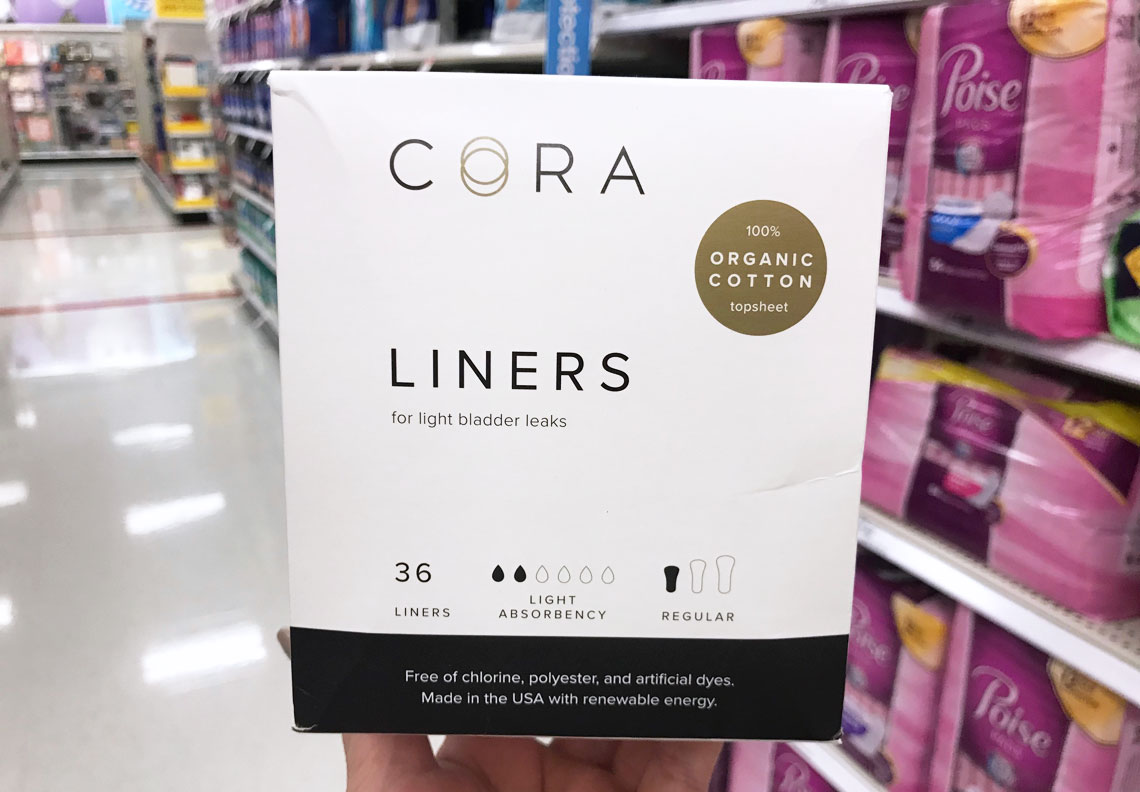 CORA
100%
ORGANIC
COTTON
topsheet
LINERS
for light bladder leaks
36
LINERS
LIGHT
ABSORBENCY
REGULAR
Free of chlorine, polyester, and artificial dyes.
Made in the USA with renewable energy.
Poise
PADS
Poise
Poise